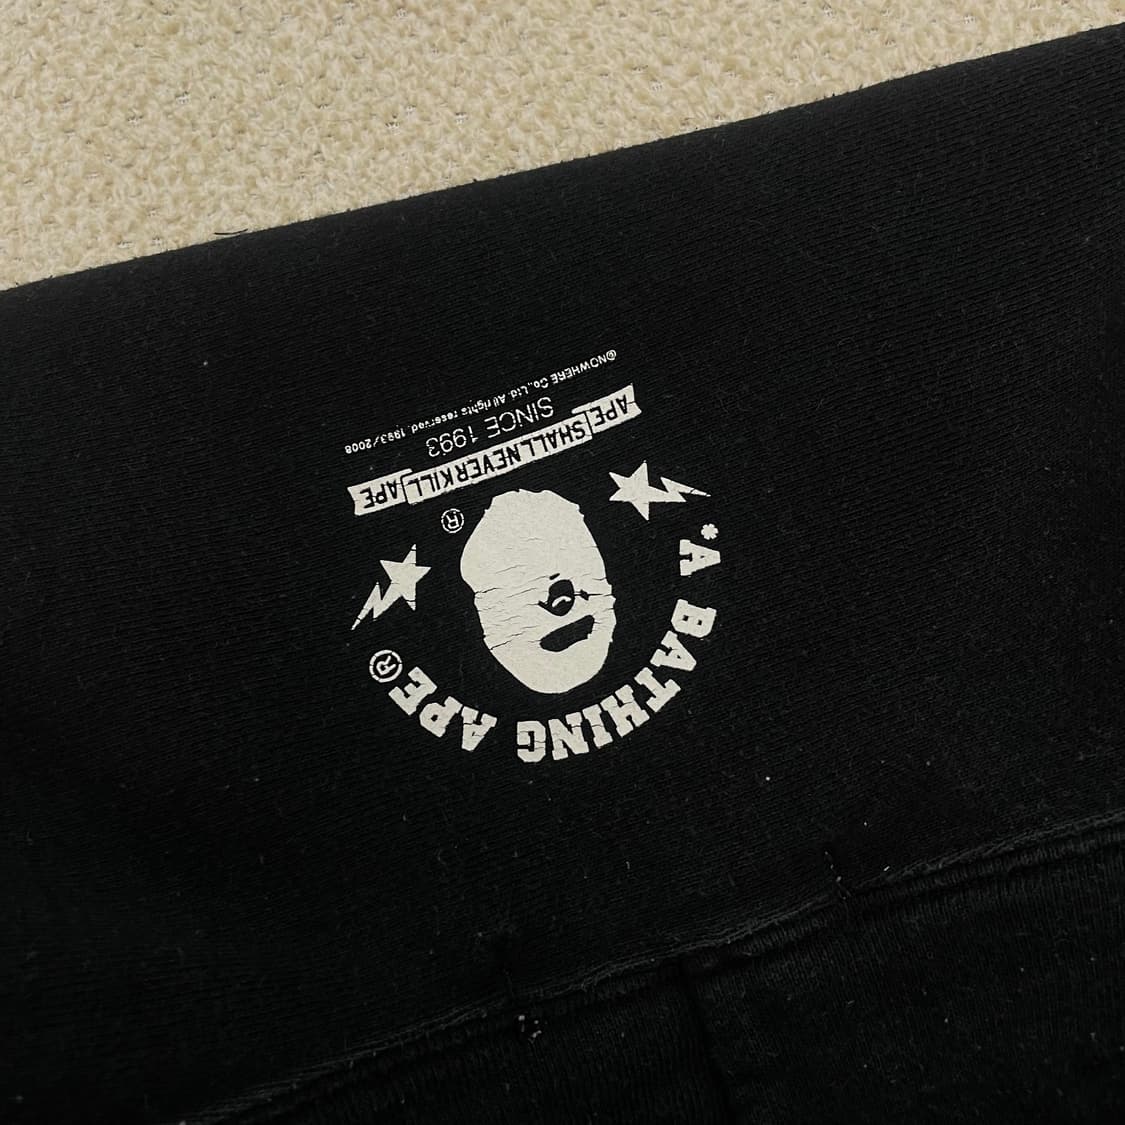 *A BATHING APE®
®
APE SHALL NEVER KILL APE
SINCE 1993
©NOWHERE Co.,Ltd. All rights reserved. 1993/2008